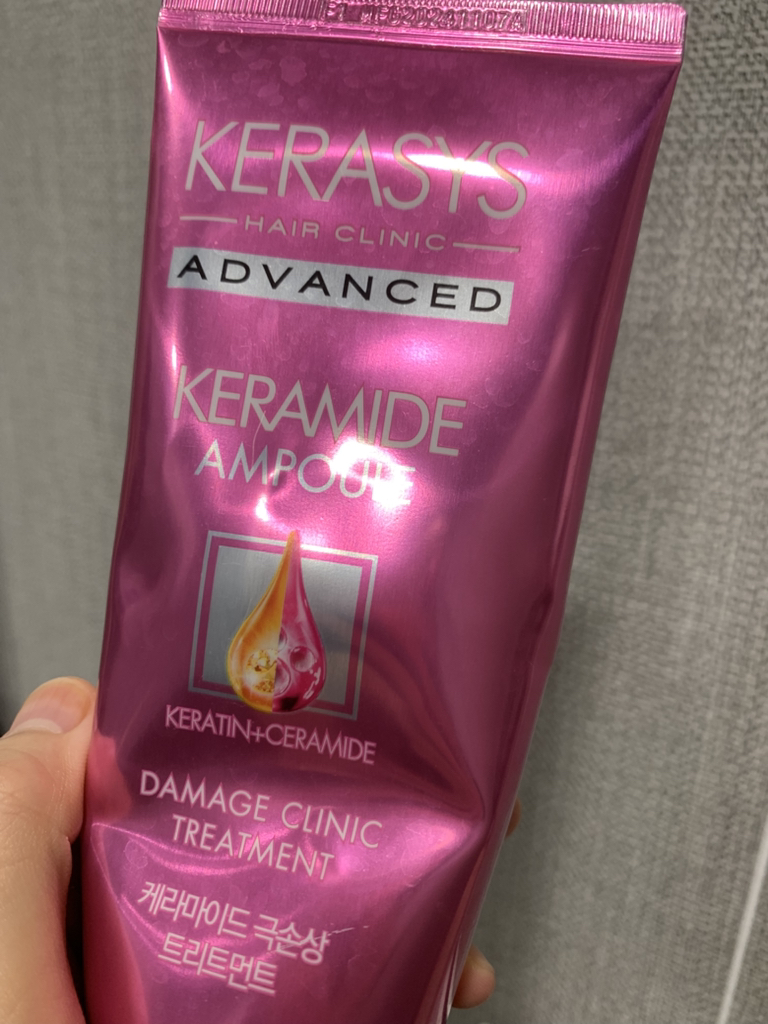 KERASYS
HAIR CLINIC
ADVANCED
KERAMIDE
AMPOULE
KERATIN+CERAMIDE
DAMAGE CLINIC
TREATMENT
케라마이드 극손상
트리트먼트